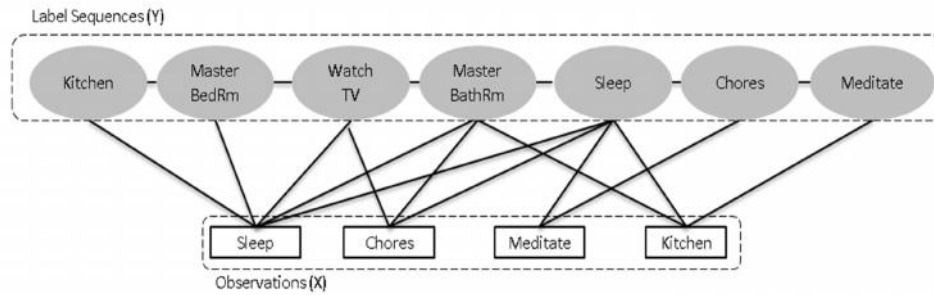 Label Sequences (Y)
Kitchen
Master
BedRm
Watch
TV
Master
BathRm
Sleep
Chores
Meditate
Sleep
Chores
Meditate
Kitchen
Observations (X)